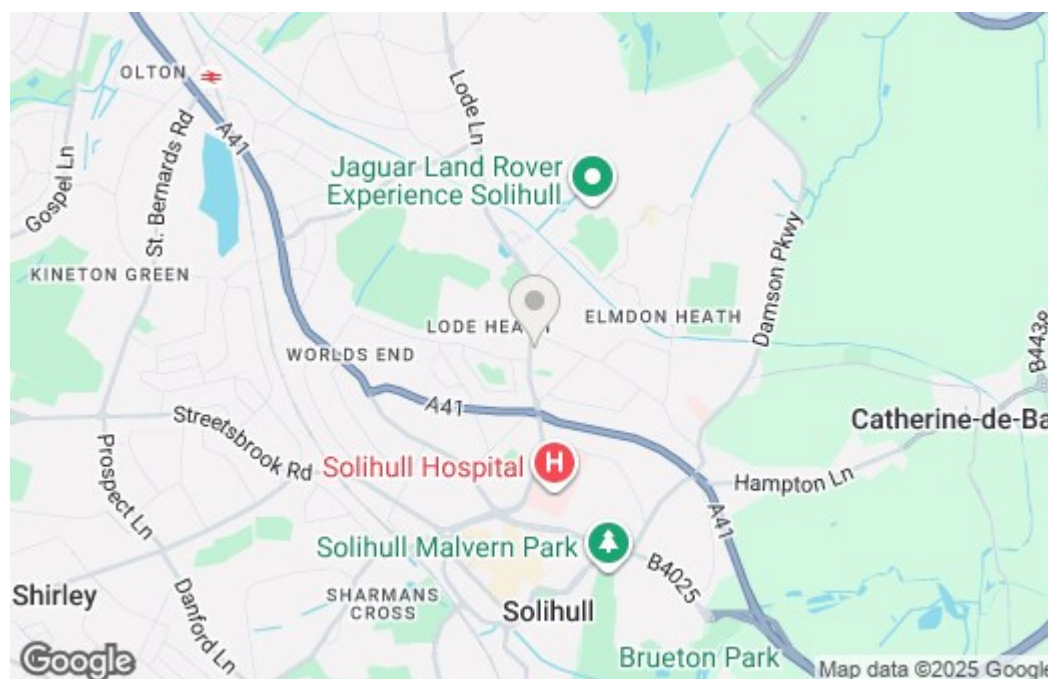 OLTON
Lode Ln
A41
St. Bernards Rd
Gospel Ln
Jaguar Land Rover
Experience Solihull
Damson Pkwy
KINETON GREEN
LODE HEATH
ELMDON HEATH
WORLDS END
B4438
A41
Streetsbrook Rd
Catherine-de-Ba
Prospect Ln
Solihull Hospital
H
Hampton Ln
A41
Solihull Malvern Park
B4025
Shirley
SHARMANS
CROSS
Solihull
Danford Ln
Brueton Park
Google
Map data ©2025 Google